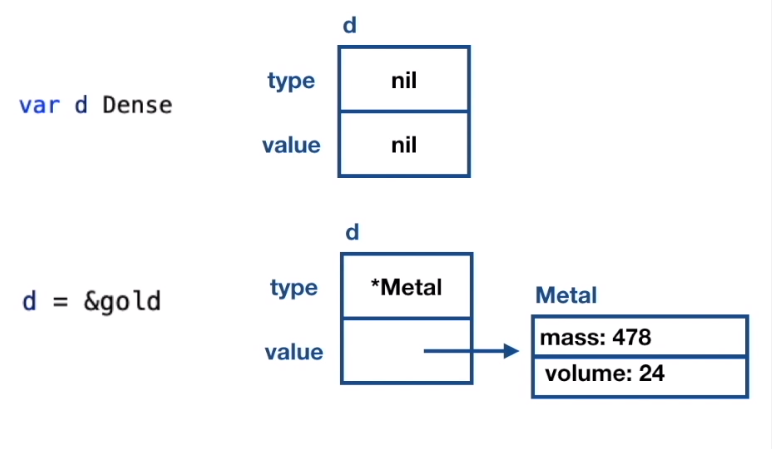 d
type nil
var d Dense
value nil
d
type *Metal
d = &gold
Metal
value
mass: 478
volume: 24